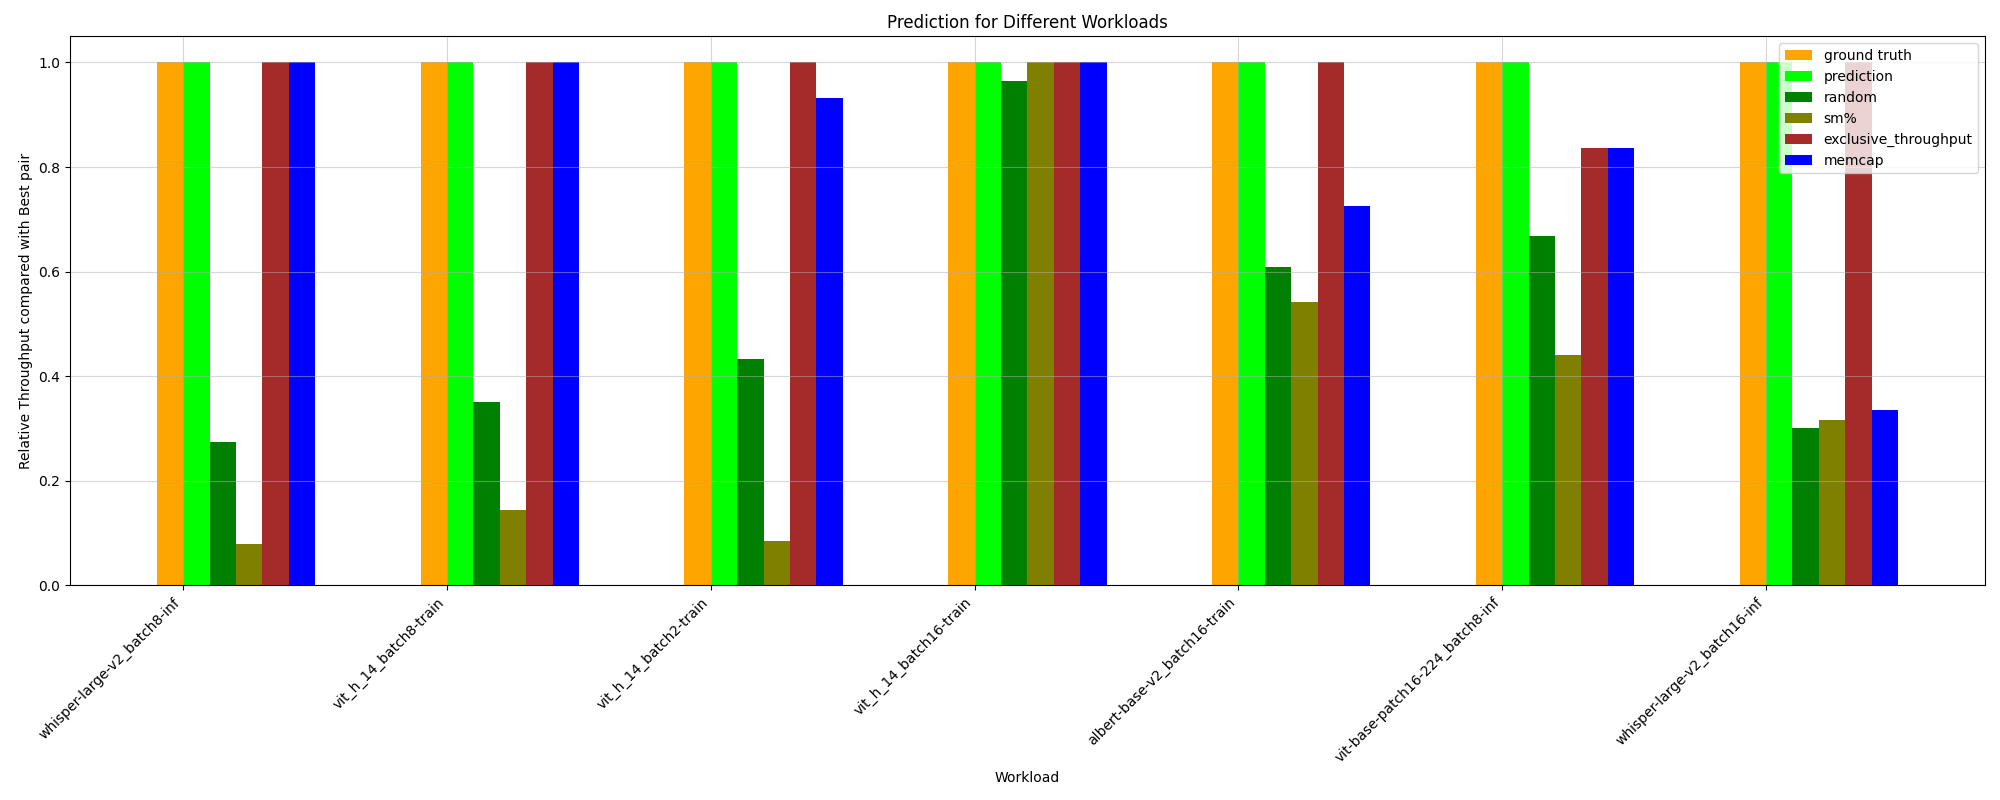 Prediction for Different Workloads
Relative Throughput compared with Best pair
1.0
0.8
0.6
0.4
0.2
0.0
ground truth
prediction
random
sm%
exclusive_throughput
memcap
whisper-large-v2_batch8-inf
vit_h_14_batch8-train
vit_h_14_batch2-train
vit_h_14_batch16-train
albert-base-v2_batch16-train
vit-base-patch16-224_batch8-inf
whisper-large-v2_batch16-inf
Workload